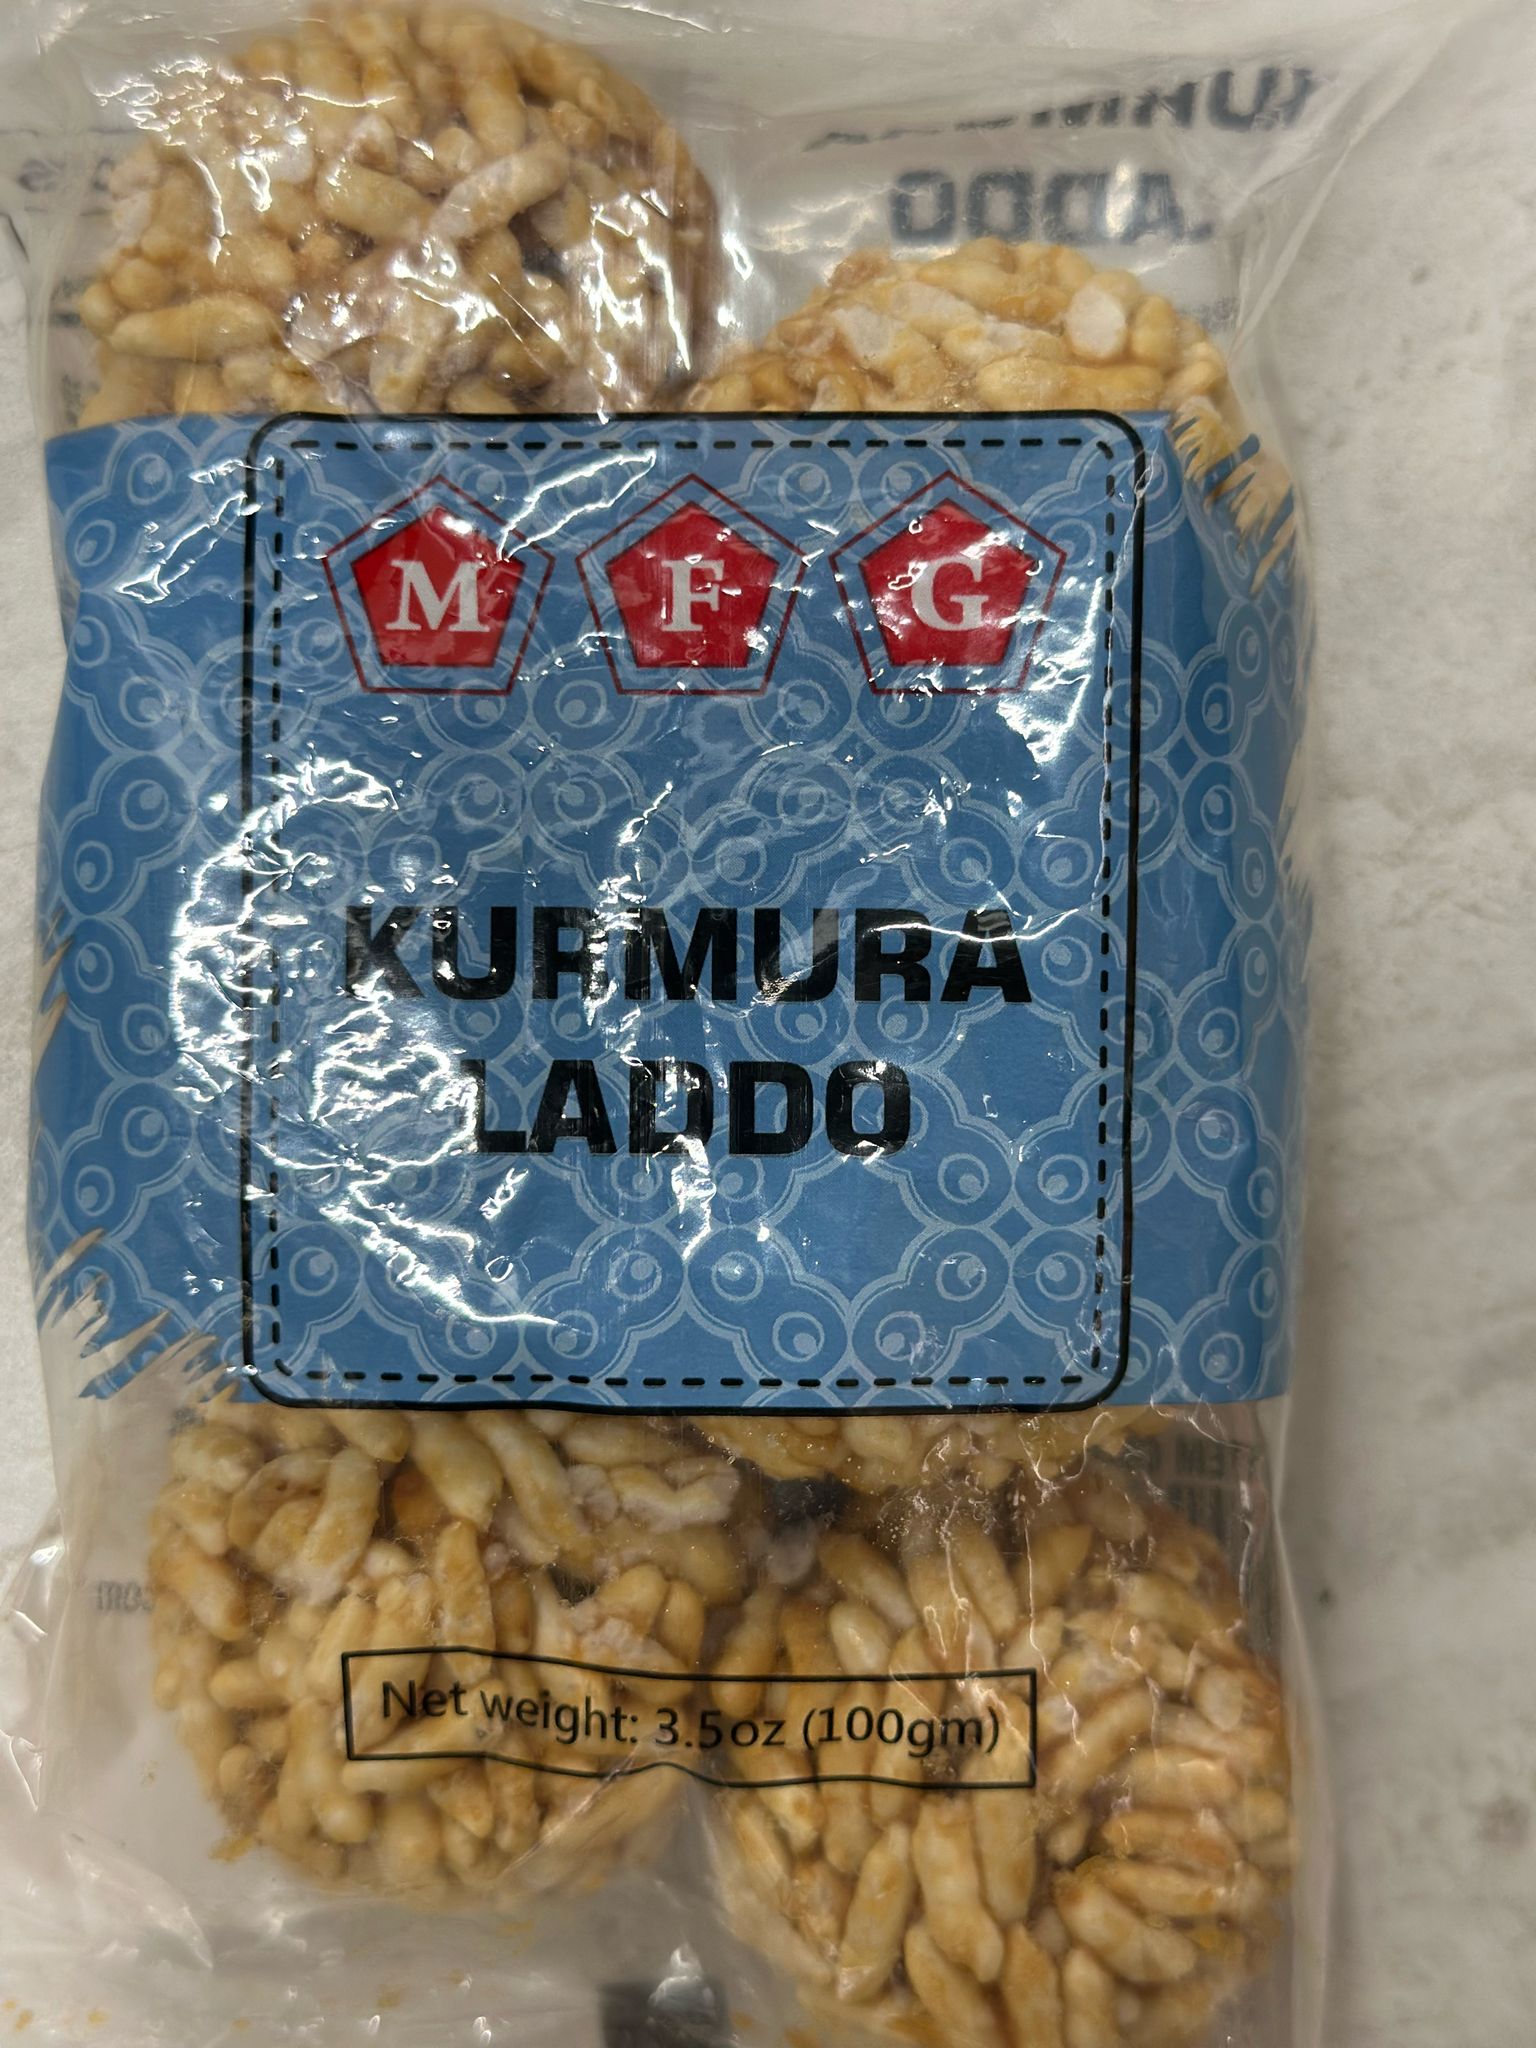 M F G
KURMURA
LADDO
Net weight: 3.5oz (100gm)